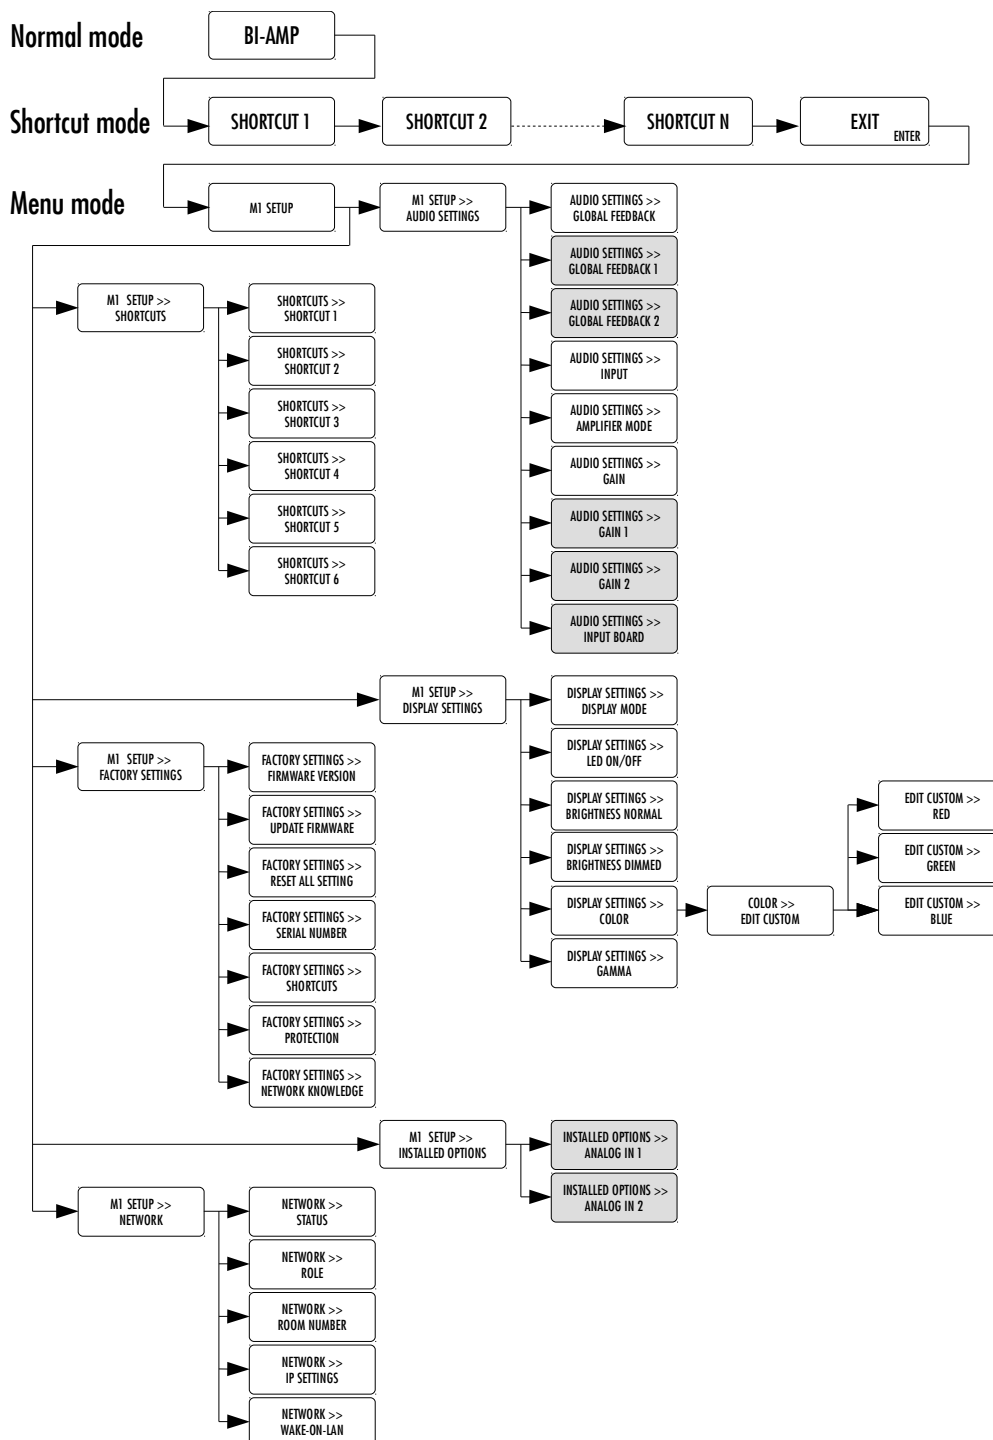 Normal mode
BI-AMP
Shortcut mode
SHORTCUT 1
SHORTCUT 2
SHORTCUT N
EXIT
ENTER
Menu mode
M1 SETUP
M1 SETUP >>
AUDIO SETTINGS
AUDIO SETTINGS >>
GLOBAL FEEDBACK
AUDIO SETTINGS >>
GLOBAL FEEDBACK 1
AUDIO SETTINGS >>
GLOBAL FEEDBACK 2
AUDIO SETTINGS >>
INPUT
AUDIO SETTINGS >>
AMPLIFIER MODE
AUDIO SETTINGS >>
GAIN
AUDIO SETTINGS >>
GAIN 1
AUDIO SETTINGS >>
GAIN 2
AUDIO SETTINGS >>
INPUT BOARD
M1 SETUP >>
SHORTCUTS
SHORTCUTS >>
SHORTCUT 1
SHORTCUTS >>
SHORTCUT 2
SHORTCUTS >>
SHORTCUT 3
SHORTCUTS >>
SHORTCUT 4
SHORTCUTS >>
SHORTCUT 5
SHORTCUTS >>
SHORTCUT 6
M1 SETUP >>
DISPLAY SETTINGS
DISPLAY SETTINGS >>
DISPLAY MODE
DISPLAY SETTINGS >>
LED ON/OFF
DISPLAY SETTINGS >>
BRIGHTNESS NORMAL
DISPLAY SETTINGS >>
BRIGHTNESS DIMMED
DISPLAY SETTINGS >>
COLOR
DISPLAY SETTINGS >>
GAMMA
COLOR >>
EDIT CUSTOM
EDIT CUSTOM >>
RED
EDIT CUSTOM >>
GREEN
EDIT CUSTOM >>
BLUE
M1 SETUP >>
FACTORY SETTINGS
FACTORY SETTINGS >>
FIRMWARE VERSION
FACTORY SETTINGS >>
UPDATE FIRMWARE
FACTORY SETTINGS >>
RESET ALL SETTING
FACTORY SETTINGS >>
SERIAL NUMBER
FACTORY SETTINGS >>
SHORTCUTS
FACTORY SETTINGS >>
PROTECTION
FACTORY SETTINGS >>
NETWORK KNOWLEDGE
M1 SETUP >>
INSTALLED OPTIONS
INSTALLED OPTIONS >>
ANALOG IN 1
INSTALLED OPTIONS >>
ANALOG IN 2
M1 SETUP >>
NETWORK
NETWORK >>
STATUS
NETWORK >>
ROLE
NETWORK >>
ROOM NUMBER
NETWORK >>
IP SETTINGS
NETWORK >>
WAKE-ON-LAN